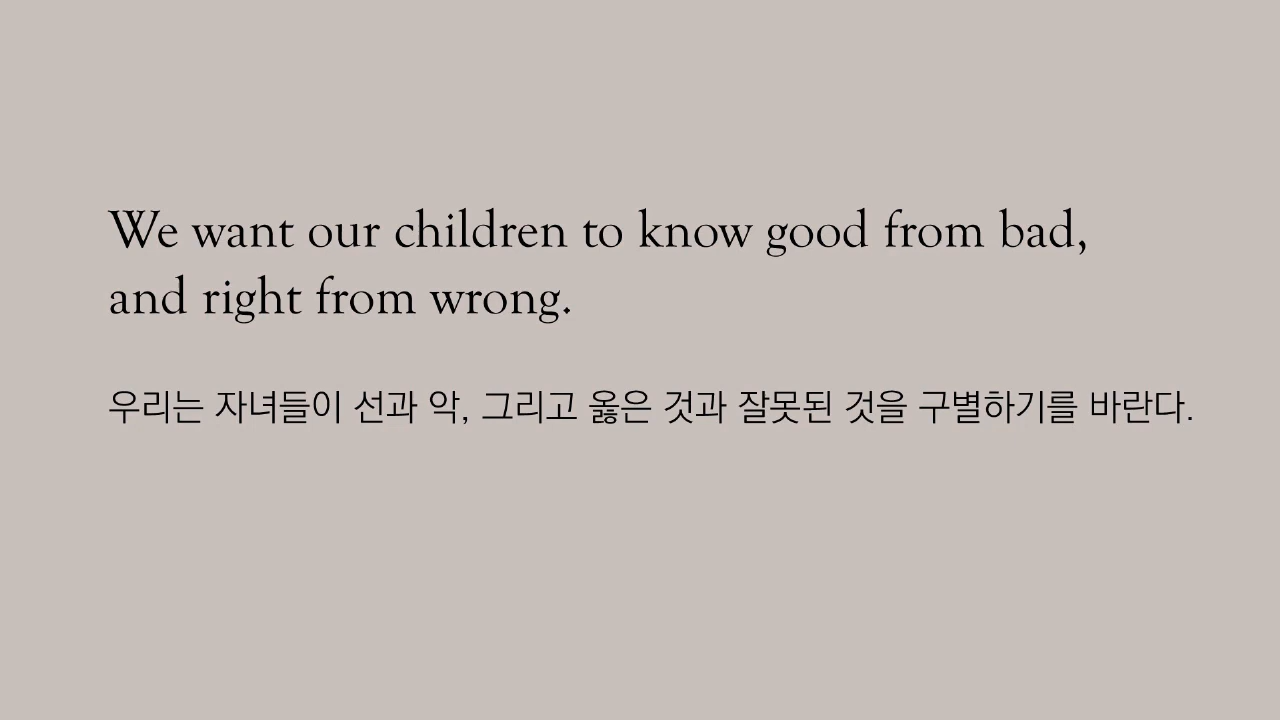 We want our children to know good from bad,
and right from wrong.
우리는 자녀들이 선과 악, 그리고 옳은 것과 잘못된 것을 구별하기를 바란다.